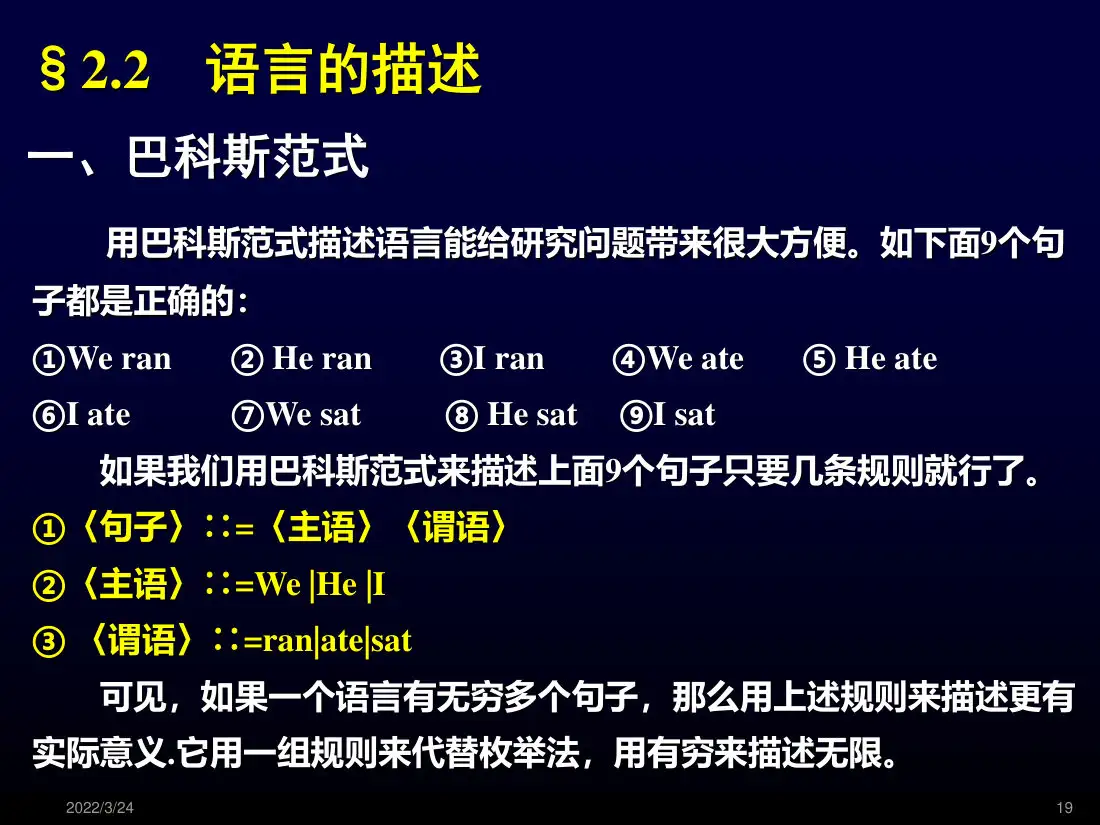 §2.2 语言的描述
一、巴科斯范式
用巴科斯范式描述语言能给研究问题带来很大方便。如下面9个句
子都是正确的：
①We ran ② He ran ③I ran ④We ate ⑤ He ate
⑥I ate ⑦We sat ⑧ He sat ⑨I sat
如果我们用巴科斯范式来描述上面9个句子只要几条规则就行了。
①〈句子〉∷=〈主语〉〈谓语〉
②〈主语〉∷=We |He |I
③ 〈谓语〉∷=ran|ate|sat
可见，如果一个语言有无穷多个句子，那么用上述规则来描述更有
实际意义.它用一组规则来代替枚举法，用有穷来描述无限。
2022/3/24 19